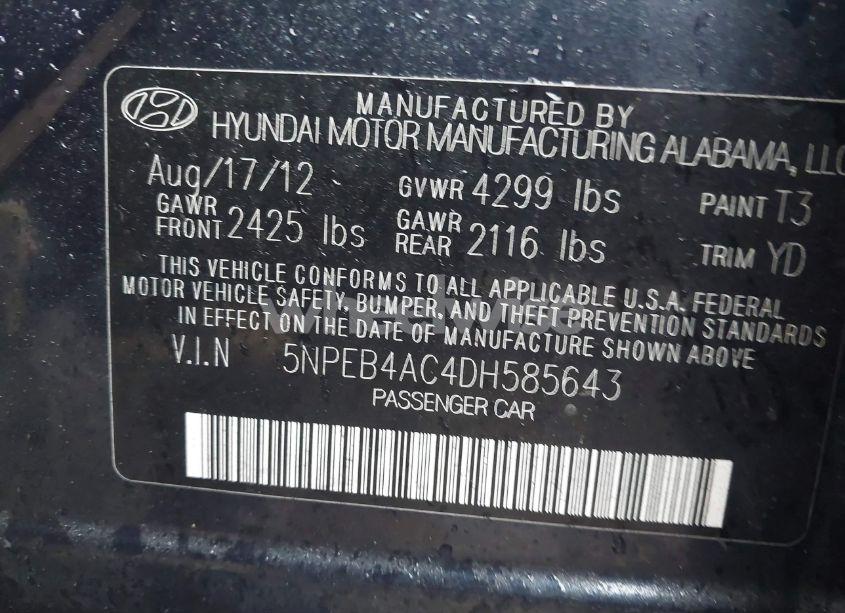 MANUFACTURED BY
HYUNDAI MOTOR MANUFACTURING ALABAMA, LLC
Aug/17/12 GVWR 4299 lbs PAINT T3
GAWR FRONT 2425 lbs GAWR REAR 2116 lbs TRIM YD
THIS VEHICLE CONFORMS TO ALL APPLICABLE U.S.A. FEDERAL
MOTOR VEHICLE SAFETY, BUMPER, AND THEFT PREVENTION STANDARDS
IN EFFECT ON THE DATE OF MANUFACTURE SHOWN ABOVE
V.I.N 5NPEB4AC4DH585643
PASSENGER CAR